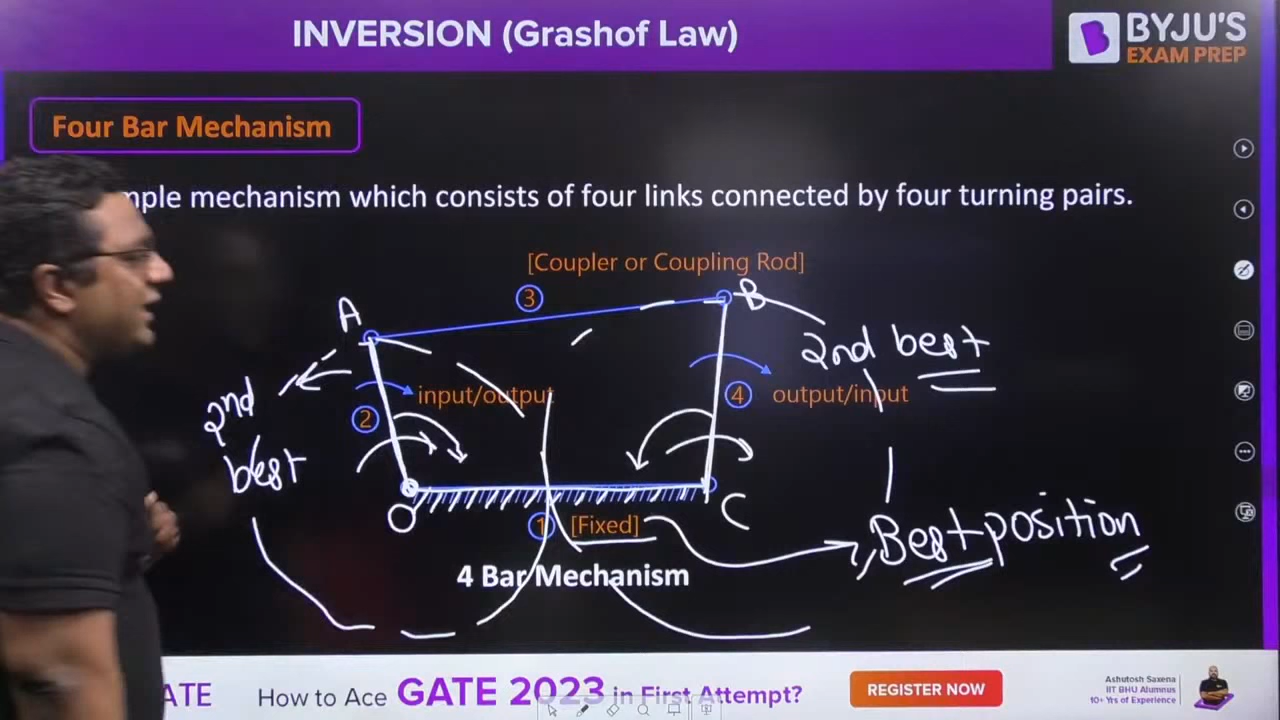 INVERSION (Grashof Law)
BYJU'S
EXAM PREP
Four Bar Mechanism
mple mechanism which consists of four links connected by four turning pairs.
[Coupler or Coupling Rod]
3
A
B
2nd best
input/output
4
output/input
2
2nd
best
O
C
1 [Fixed]
Best position
4 Bar Mechanism
ATE
How to Ace GATE 2023 in First Attempt?
REGISTER NOW
Ashutosh Saxena
IIT BHU Alumnus
10+ Yrs of Experience